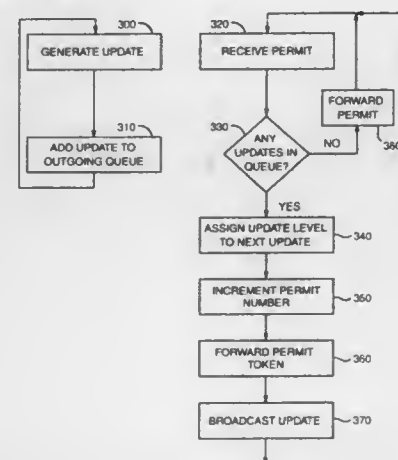 300
GENERATE UPDATE
310
ADD UPDATE TO
OUTGOING QUEUE
320
RECEIVE PERMIT
330
ANY
UPDATES IN
QUEUE?
NO
FORWARD
PERMIT
380
YES
ASSIGN UPDATE LEVEL
TO NEXT UPDATE
340
INCREMENT PERMIT
NUMBER
350
FORWARD PERMIT
TOKEN
360
BROADCAST UPDATE
370